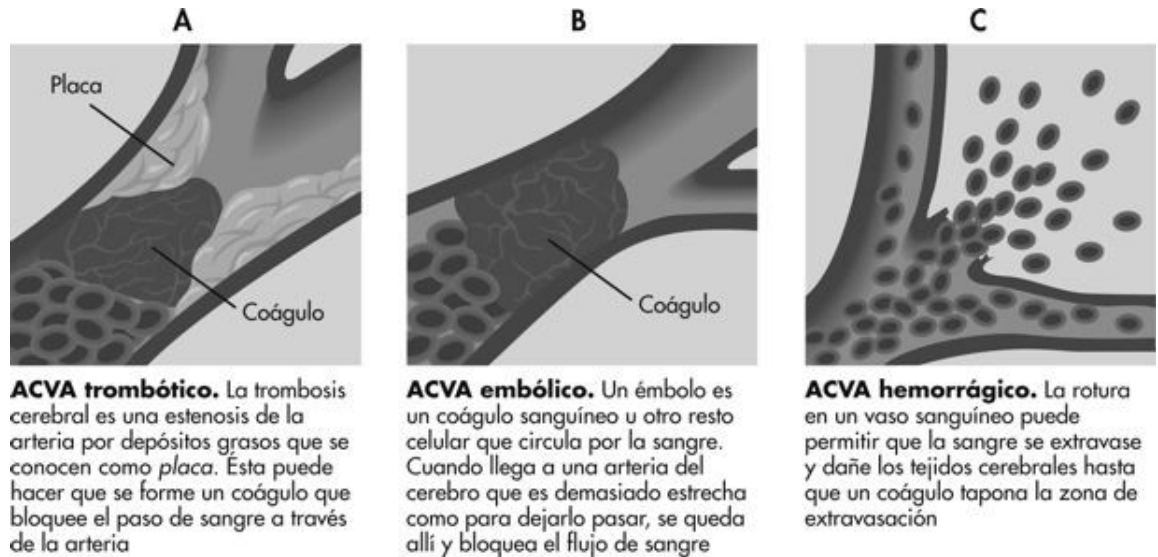 A
B
C
Placa
Coágulo
Coágulo
ACVA trombótico. La trombosis
cerebral es una estenosis de la
arteria por depósitos grasos que se
conocen como placa. Ésta puede
hacer que se forme un coágulo que
bloquee el paso de sangre a través
de la arteria
ACVA embólico. Un émbolo es
un coágulo sanguíneo u otro resto
celular que circula por la sangre.
Cuando llega a una arteria del
cerebro que es demasiado estrecha
como para dejarlo pasar, se queda
allí y bloquea el flujo de sangre
ACVA hemorrágico. La rotura
en un vaso sanguíneo puede
permitir que la sangre se extravase
y dañe los tejidos cerebrales hasta
que un coágulo tapona la zona de
extravasación